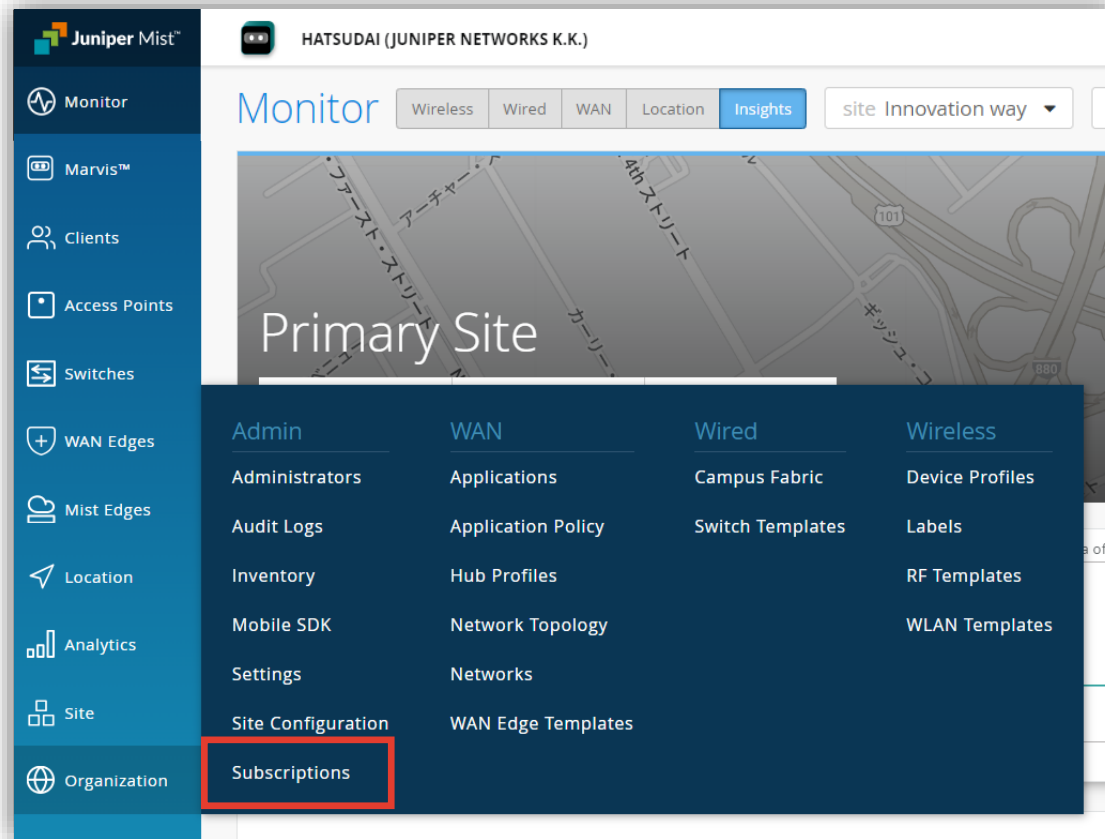 Juniper Mist™
HATSUDAI (JUNIPER NETWORKS K.K.)
Monitor
Marvis™
Clients
Access Points
Switches
WAN Edges
Mist Edges
Location
Analytics
Site
Organization
Monitor Wireless Wired WAN Location Insights site Innovation way
ファースト・ストリート
アーチャー・
4th ストリート
101
カーリー・
ギッシュ・
880
Primary Site
Admin
Administrators
Audit Logs
Inventory
Mobile SDK
Settings
Site Configuration
Subscriptions
WAN
Applications
Application Policy
Hub Profiles
Network Topology
Networks
WAN Edge Templates
Wired
Campus Fabric
Switch Templates
Wireless
Device Profiles
Labels
RF Templates
WLAN Templates